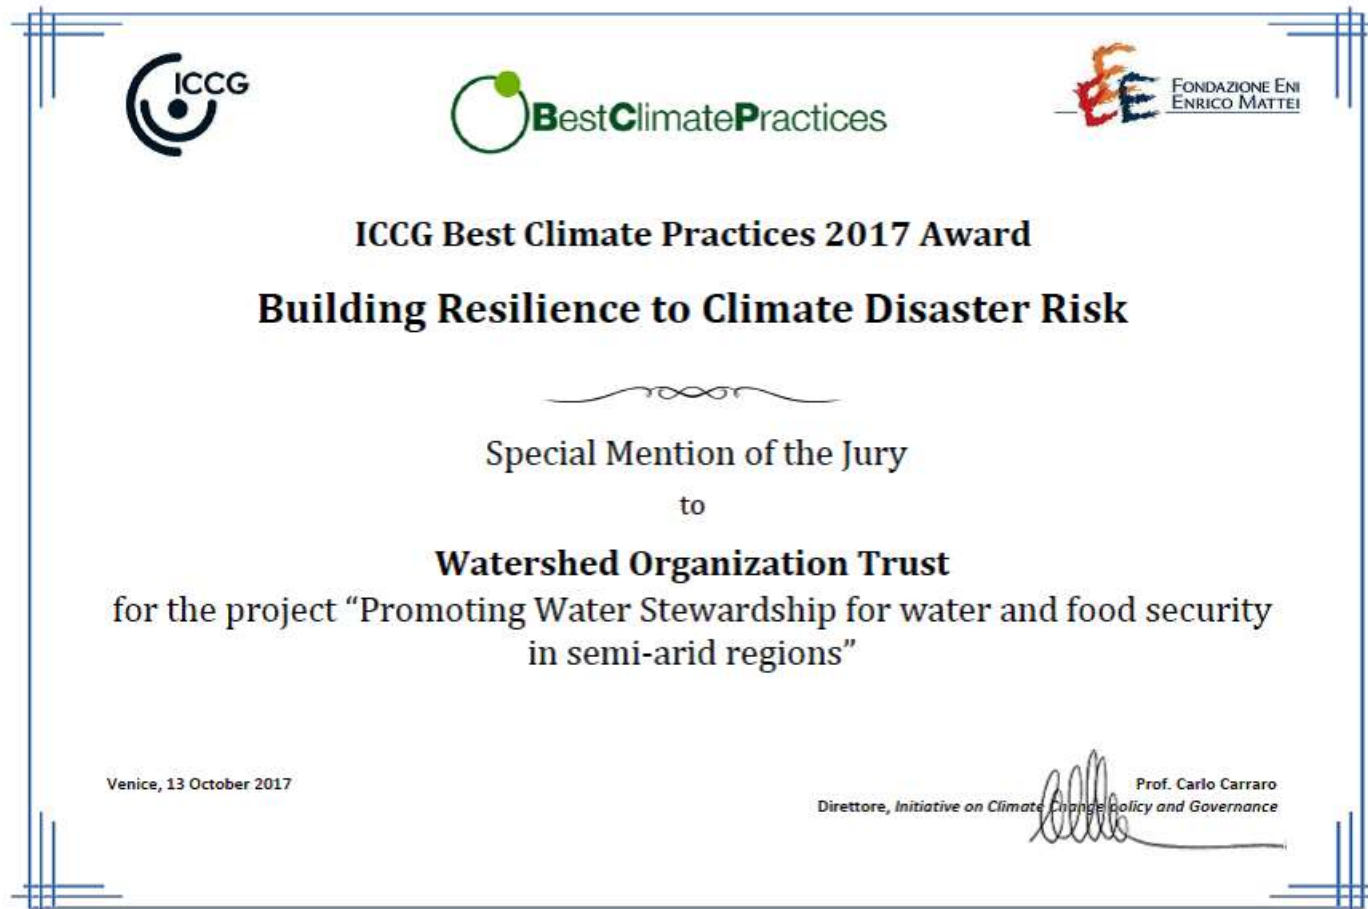 ICCG
BestClimatePractices
FONDAZIONE ENI
ENRICO MATTEI
ICCG Best Climate Practices 2017 Award
Building Resilience to Climate Disaster Risk
Special Mention of the Jury
to
Watershed Organization Trust
for the project “Promoting Water Stewardship for water and food security
in semi-arid regions”
Venice, 13 October 2017
Prof. Carlo Carraro
Direttore, Initiative on Climate Change policy and Governance